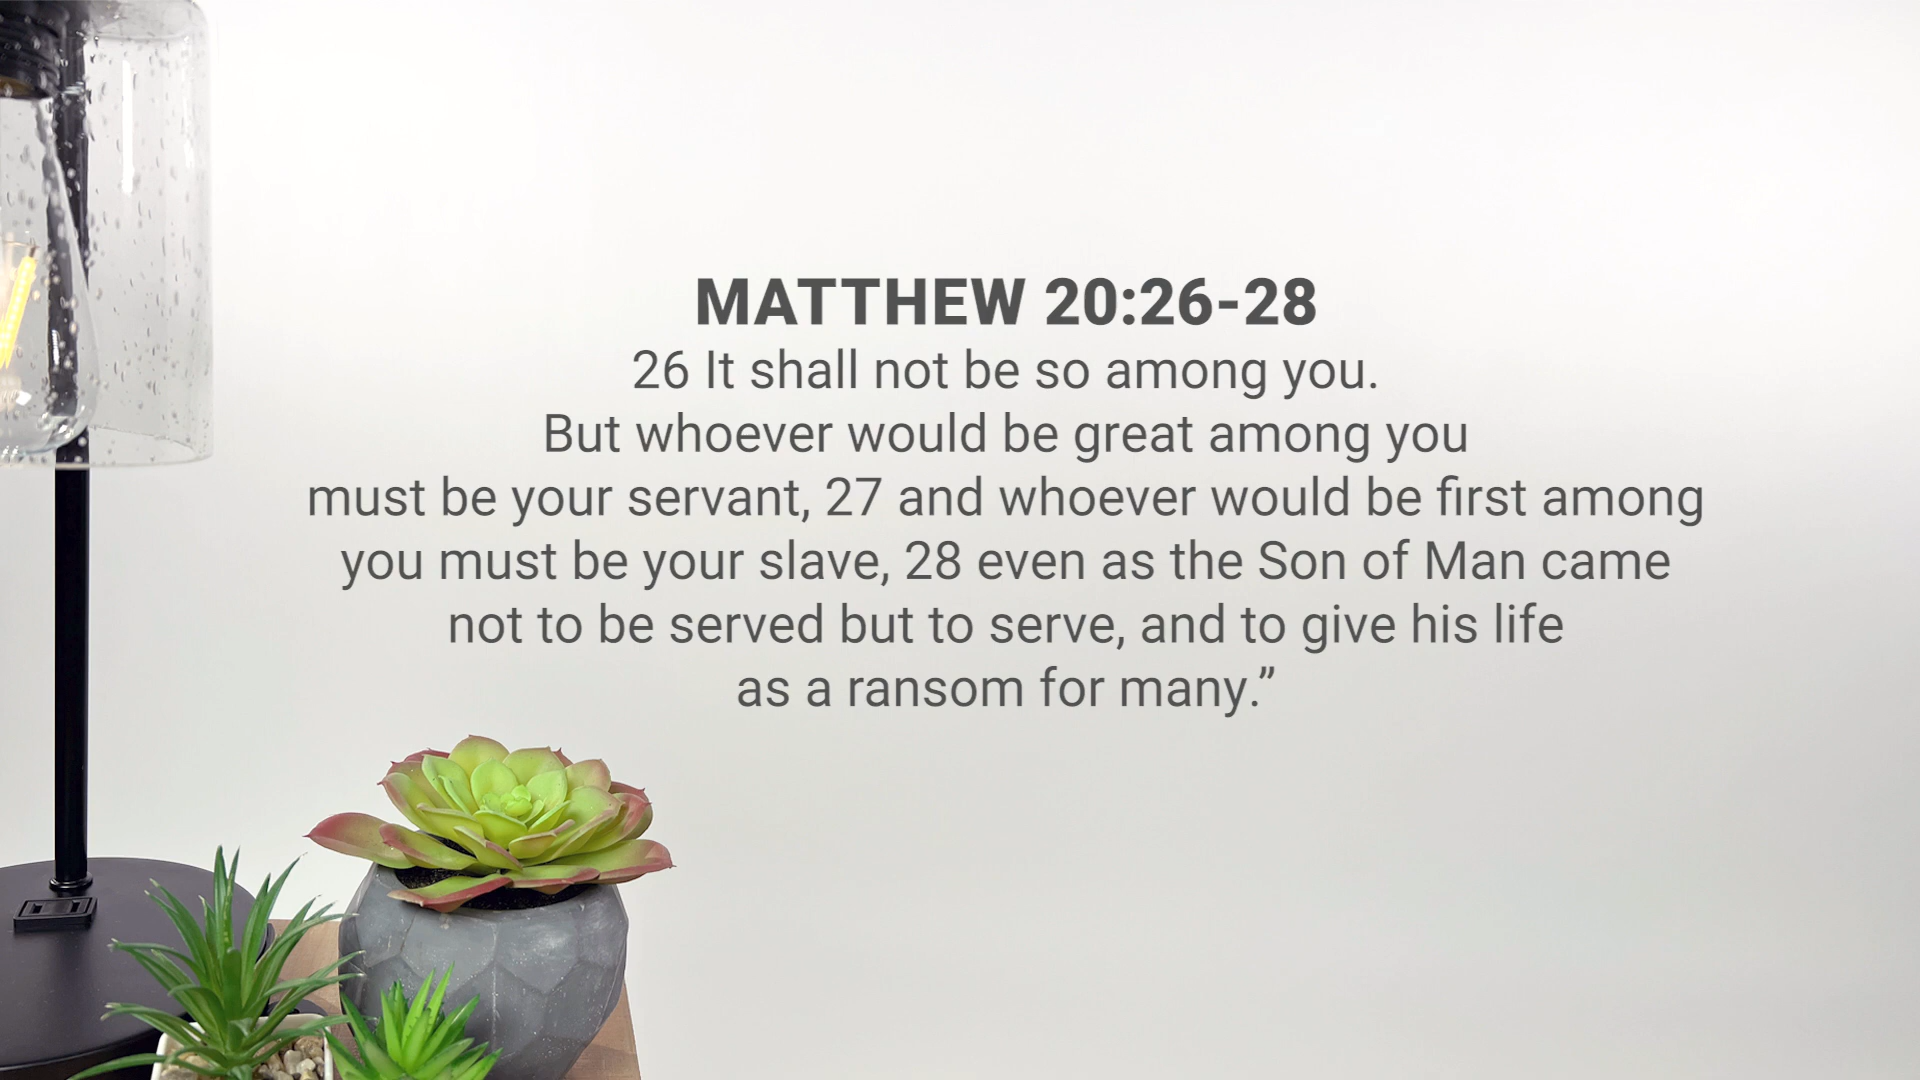 MATTHEW 20:26-28
26 It shall not be so among you.
But whoever would be great among you
must be your servant, 27 and whoever would be first among
you must be your slave, 28 even as the Son of Man came
not to be served but to serve, and to give his life
as a ransom for many.”